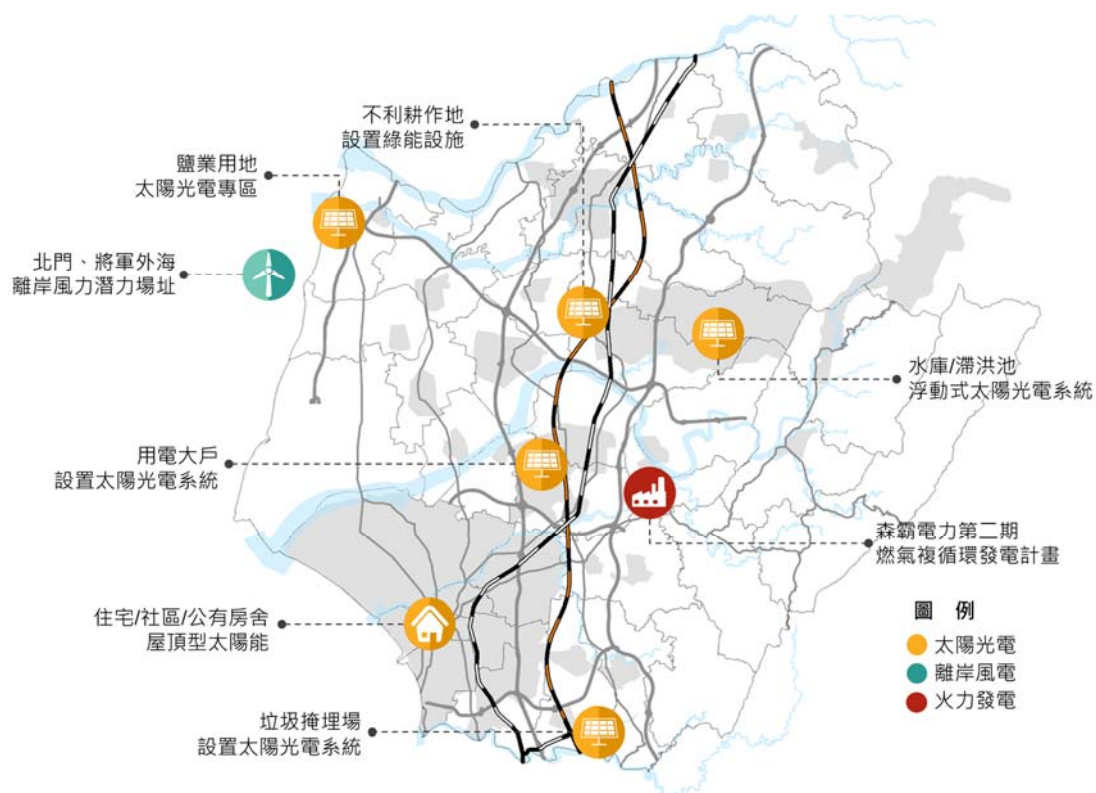 不利耕作地
設置綠能設施
鹽業用地
太陽光電專區
北門、將軍外海
離岸風力潛力場址
水庫/滯洪池
浮動式太陽光電系統
用電大戶
設置太陽光電系統
森霸電力第二期
燃氣複循環發電計畫
住宅/社區/公有房舍
屋頂型太陽能
垃圾掩埋場
設置太陽光電系統
圖 例
太陽光電
離岸風電
火力發電